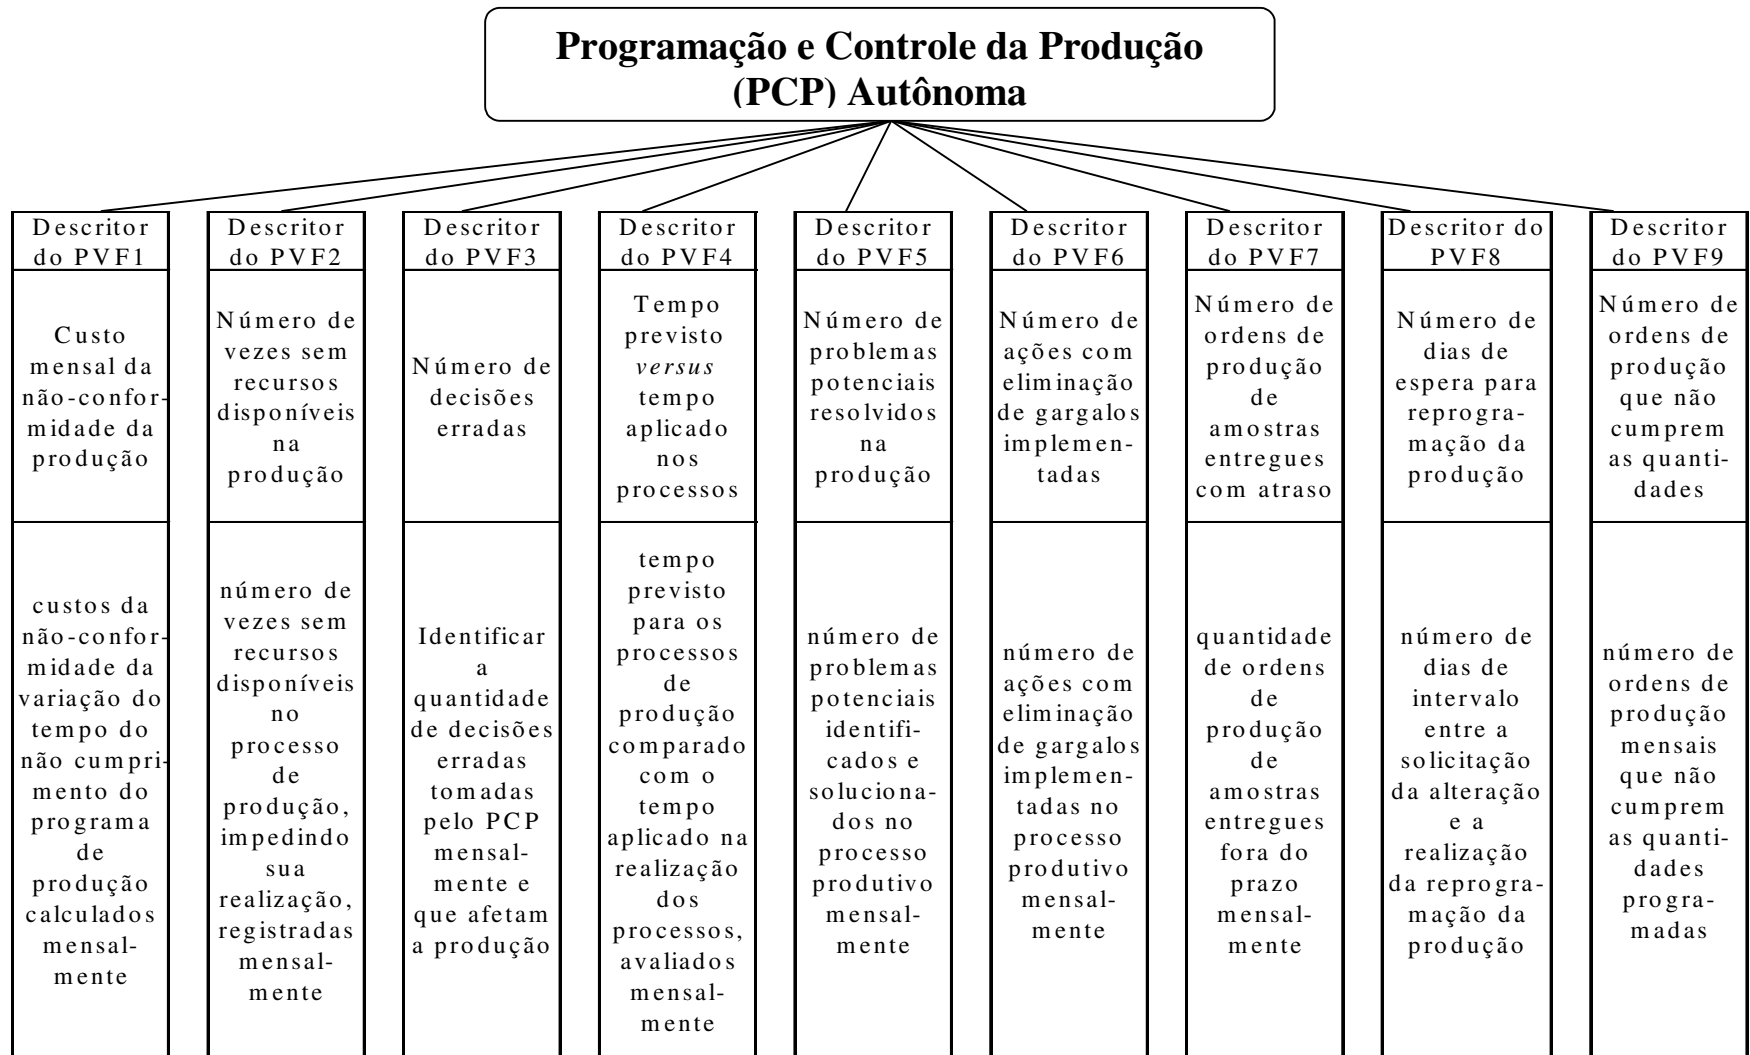 Programação e Controle da Produção
(PCP) Autônoma
Descritor
do PVF1
Custo
mensal da
não-confor-
midade da
produção
custos da
não-confor-
midade da
variação do
tempo do
não cumpri-
mento do
programa
de
produção
calculados
mensal-
mente
Descritor
do PVF2
Número de
vezes sem
recursos
disponíveis
na
produção
número de
vezes sem
recursos
disponíveis
no
processo
de
produção,
impedindo
sua
realização,
registradas
mensal-
mente
Descritor
do PVF3
Número de
decisões
erradas
Identificar
a
quantidade
de decisões
erradas
tomadas
pelo PCP
mensal-
mente e
que afetam
a produção
Descritor
do PVF4
Tempo
previsto
versus
tempo
aplicado
nos
processos
tempo
previsto
para os
processos
de
produção
comparado
com o
tempo
aplicado na
realização
dos
processos,
avaliados
mensal-
mente
Descritor
do PVF5
Número de
problemas
potenciais
resolvidos
na
produção
número de
problemas
potenciais
identifi-
cados e
soluciona-
dos no
processo
produtivo
mensal-
mente
Descritor
do PVF6
Número de
ações com
eliminação
de gargalos
implemen-
tadas
número de
ações com
eliminação
de gargalos
implemen-
tadas no
processo
produtivo
mensal-
mente
Descritor
do PVF7
Número de
ordens de
produção
de
amostras
entregues
com atraso
quantidade
de ordens
de
produção
de
amostras
entregues
fora do
prazo
mensal-
mente
Descritor do
PVF8
Número de
dias de
espera para
reprogra-
mação da
produção
número de
dias de
intervalo
entre a
solicitação
da alteração
e a
realização
da reprogra-
mação da
produção
Descritor
do PVF9
Número de
ordens de
produção
que não
cumprem
as quanti-
dades
número de
ordens de
produção
mensais
que não
cumprem
as quanti-
dades
progra-
madas